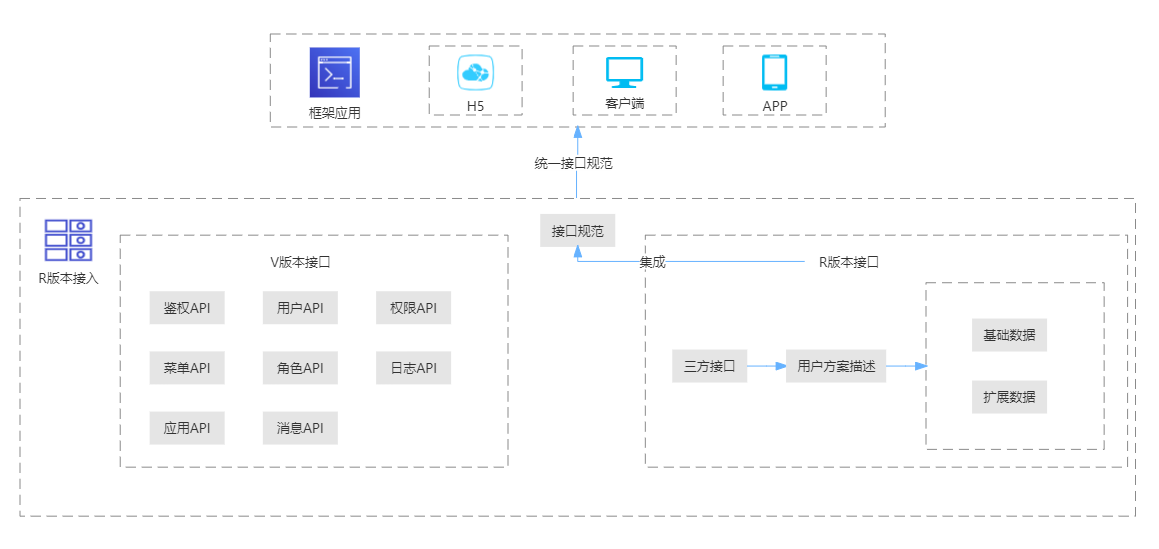 框架应用
H5
客户端
APP
统一接口规范
R版本接入
接口规范
V版本接口
集成
R版本接口
鉴权API
用户API
权限API
菜单API
角色API
日志API
应用API
消息API
三方接口
用户方案描述
基础数据
扩展数据